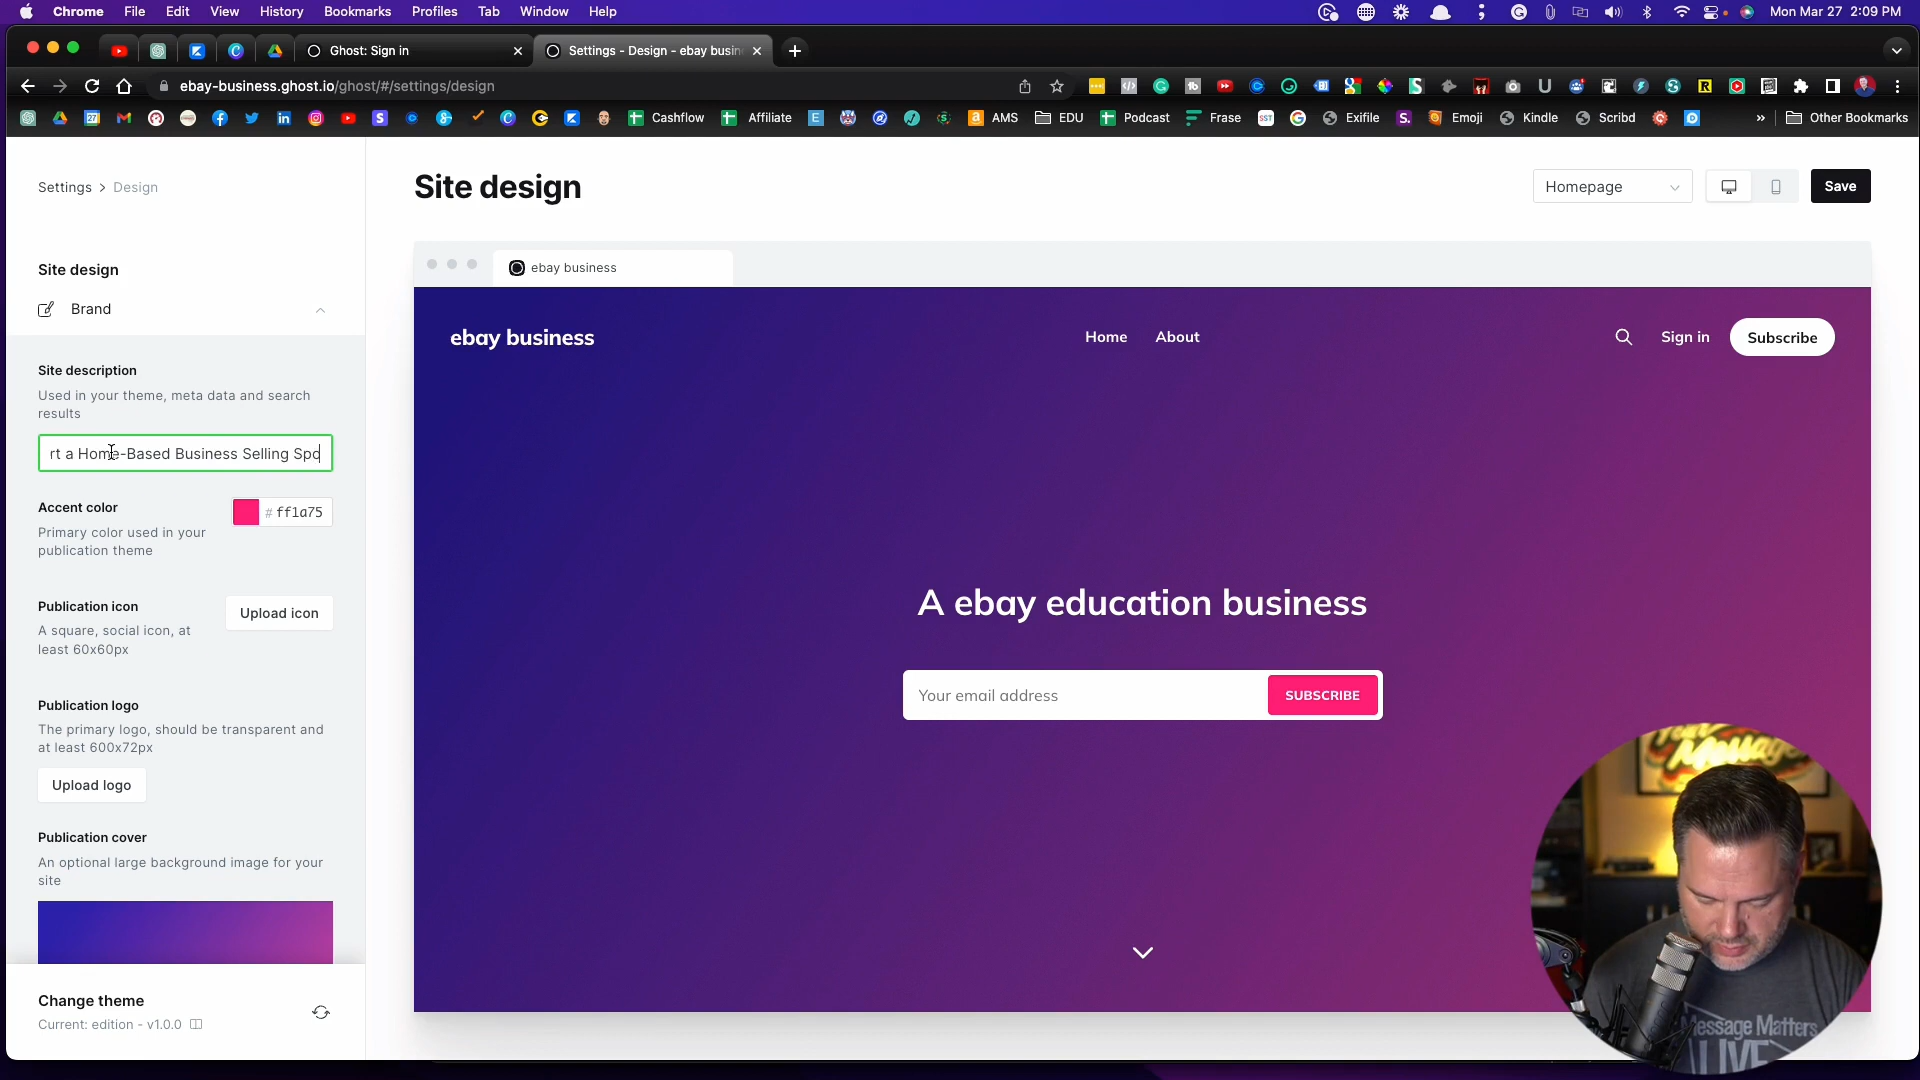 Chrome File Edit View History Bookmarks Profiles Tab Window Help Mon Mar 27 2:09 PM
Ghost: Sign in Settings - Design - ebay busin
ebay-business.ghost.io/ghost/#/settings/design
Cashflow Affiliate AMS EDU Podcast Frase Exifile Emoji Kindle Scribd » Other Bookmarks
Settings > Design
Site design
Homepage
Save
Site design
Brand
Site description
Used in your theme, meta data and search
results
rt a Home-Based Business Selling Spo
Accent color
# ff1a75
Primary color used in your
publication theme
Publication icon
Upload icon
A square, social icon, at
least 60x60px
Publication logo
The primary logo, should be transparent and
at least 600x72px
Upload logo
Publication cover
An optional large background image for your
site
Change theme
Current: edition - v1.0.0
ebay business
ebay business
Home About
Sign in Subscribe
A ebay education business
Your email address
SUBSCRIBE
Message Matters
LIVE